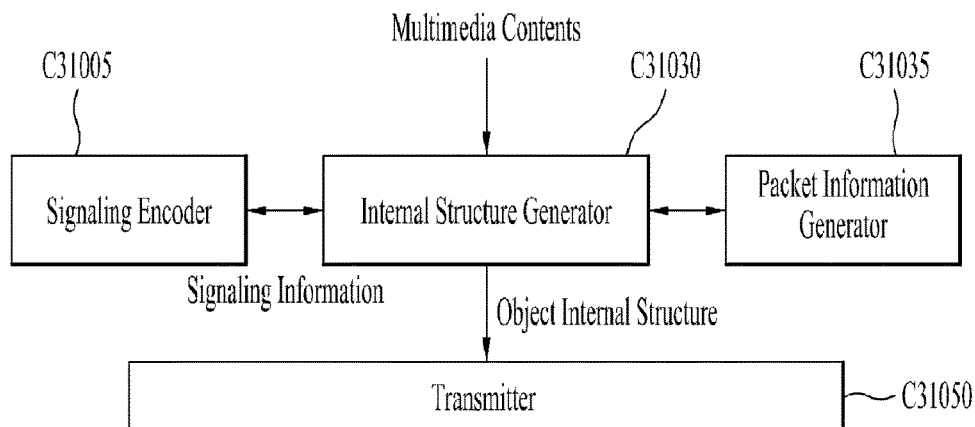 Multimedia Contents
C31005
C31030
C31035
Signaling Encoder
Internal Structure Generator
Packet Information
Generator
Signaling Information
Object Internal Structure
Transmitter
C31050